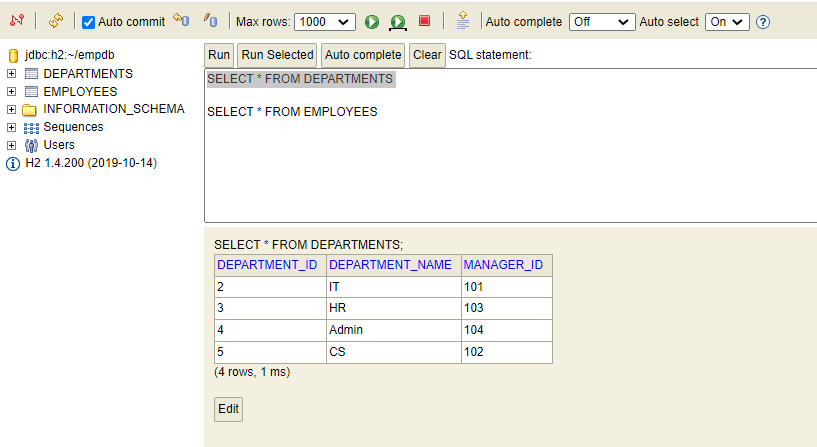 Auto commit Max rows: 1000 Auto complete Off Auto select On
jdbc:h2:~/empdb
DEPARTMENTS
EMPLOYEES
INFORMATION_SCHEMA
Sequences
Users
H2 1.4.200 (2019-10-14)
Run Run Selected Auto complete Clear SQL statement:
SELECT * FROM DEPARTMENTS
SELECT * FROM EMPLOYEES
SELECT * FROM DEPARTMENTS;
DEPARTMENT_ID DEPARTMENT_NAME MANAGER_ID
2 IT 101
3 HR 103
4 Admin 104
5 CS 102
(4 rows, 1 ms)
Edit